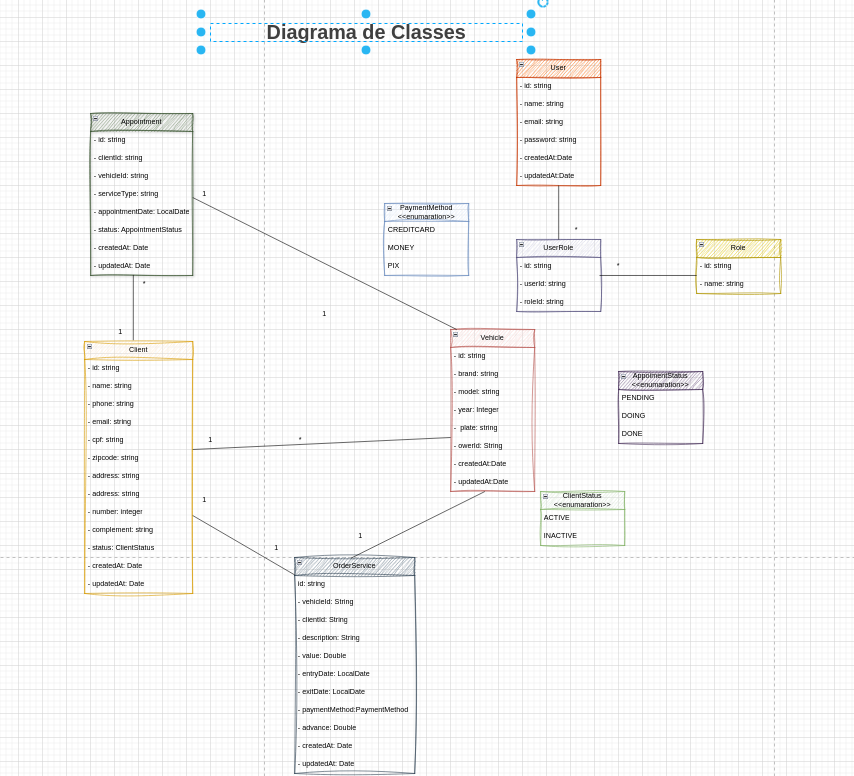 Diagrama de Classes
User
- id: string
- name: string
- email: string
- password: string
- createdAt:Date
- updatedAt:Date
Appointment
- id: string
- clientId: string
- vehicleId: string
- serviceType: string
- appointmentDate: LocalDate
- status: AppointmentStatus
- createdAt: Date
- updatedAt: Date
1
1
*
1
PaymentMethod
<<enumaration>>
CREDITCARD
MONEY
PIX
*
UserRole
- id: string
- userId: string
- roleId: string
*
Role
- id: string
- name: string
Vehicle
- id: string
- brand: string
- model: string
- year: Integer
- plate: string
- owerId: String
- createdAt:Date
- updatedAt:Date
Client
- id: string
- name: string
- phone: string
- email: string
- cpf: string
- zipcode: string
- address: string
- address: string
- number: integer
- complement: string
- status: ClientStatus
- createdAt: Date
- updatedAt: Date
1
*
1
1
1
AppoimentStatus
<<enumaration>>
PENDING
DOING
DONE
ClientStatus
<<enumaration>>
ACTIVE
INACTIVE
OrderService
id: string
- vehicleId: String
- clientId: String
- description: String
- value: Double
- entryDate: LocalDate
- exitDate: LocalDate
- paymentMethod:PaymentMethod
- advance: Double
- createdAt: Date
- updatedAt: Date